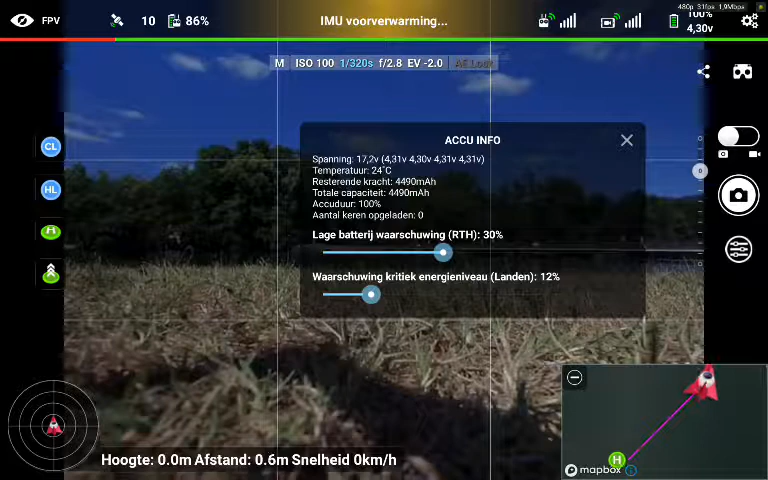 480p 31fps 1,9Mbps
FPV
10
86%
IMU voorverwarming...
100%
4,30v
M ISO 100 1/320s f/2.8 EV -2.0 AE Lock
CL
HL
H
ACCU INFO
Spanning: 17,2v (4,31v 4,30v 4,31v 4,31v)
Temperatuur: 24˚C
Resterende kracht: 4490mAh
Totale capaciteit: 4490mAh
Accuduur: 100%
Aantal keren opgeladen: 0
Lage batterij waarschuwing (RTH): 30%
Waarschuwing kritiek energieniveau (Landen): 12%
0
H
mapbox
Hoogte: 0.0m Afstand: 0.6m Snelheid 0km/h